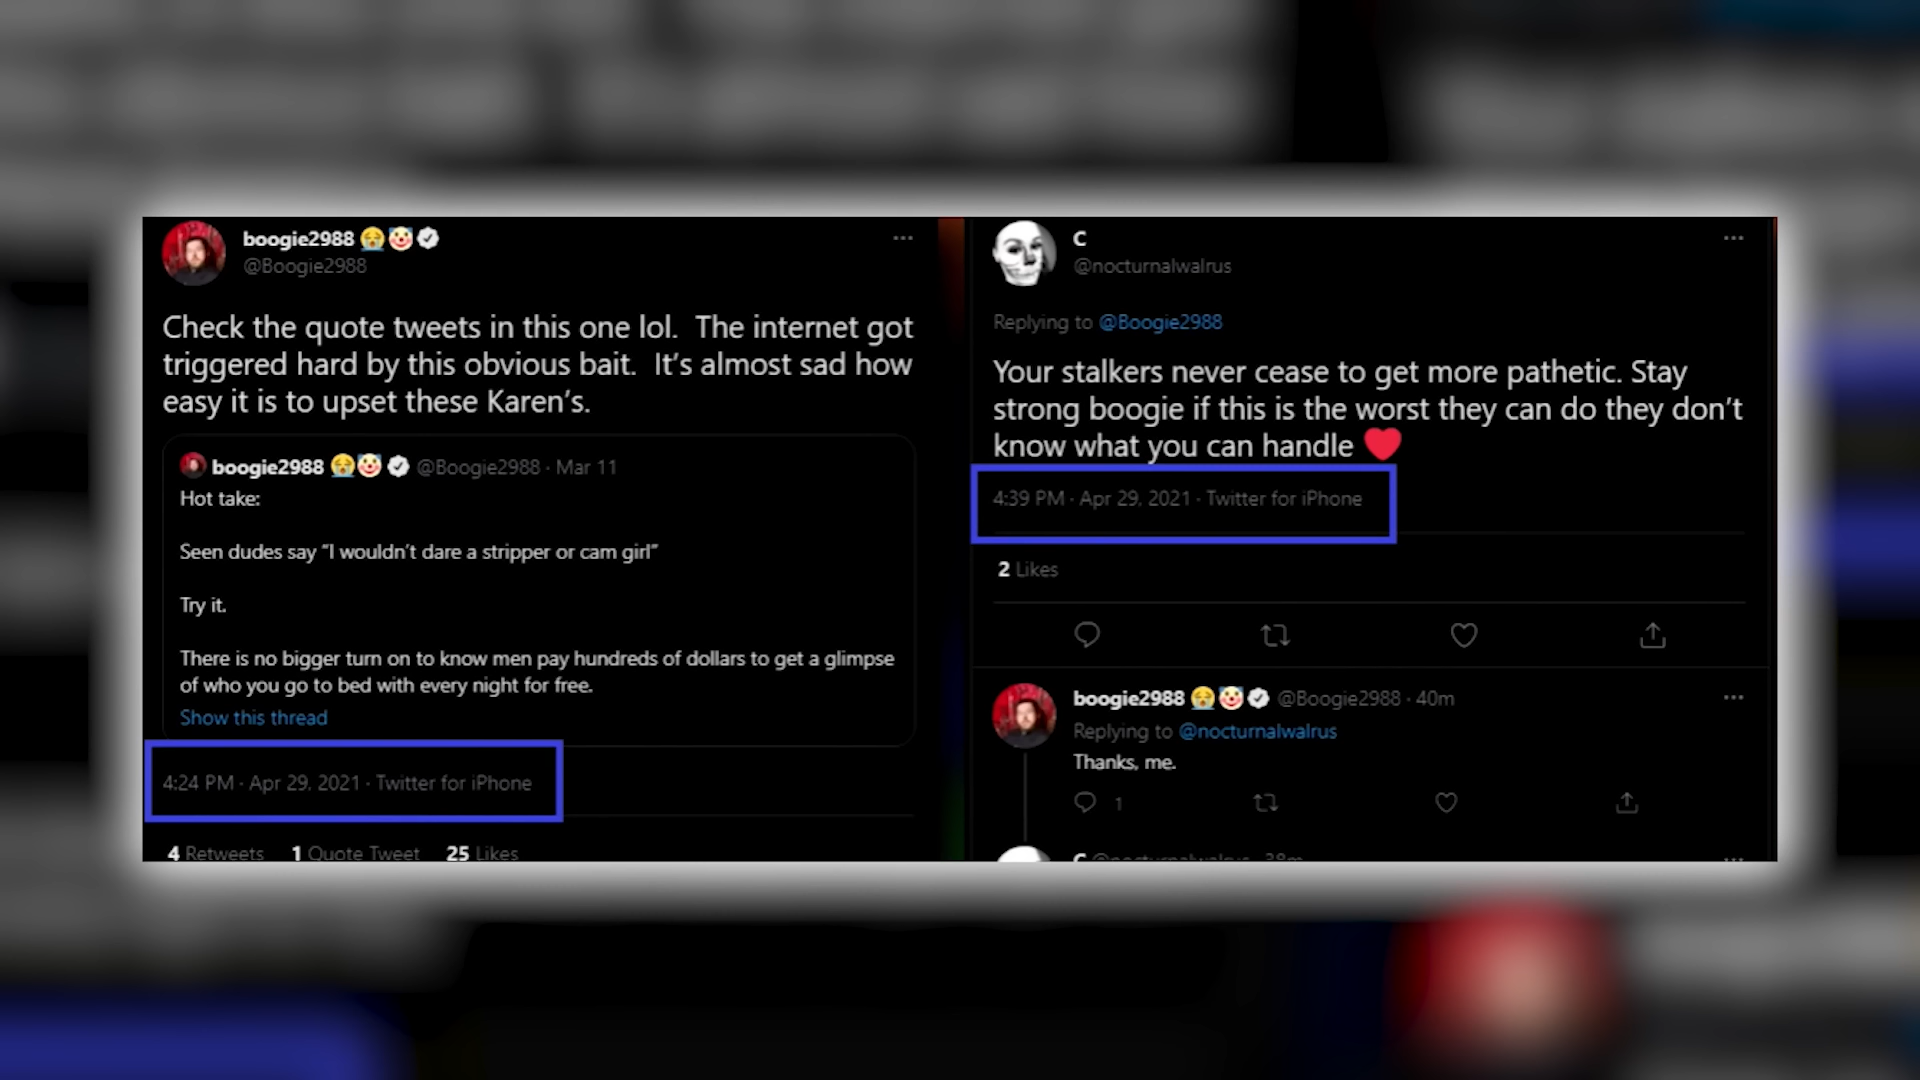 boogie2988 😭🤡
@Boogie2988
Check the quote tweets in this one lol.  The internet got
triggered hard by this obvious bait.  It's almost sad how
easy it is to upset these Karen's.
boogie2988 😭🤡 @Boogie2988 · Mar 11
Hot take:
Seen dudes say "I wouldn't dare a stripper or cam girl"
Try it.
There is no bigger turn on to know men pay hundreds of dollars to get a glimpse
of who you go to bed with every night for free.
Show this thread
4:24 PM · Apr 29, 2021 · Twitter for iPhone
4 Retweets 1 Quote Tweet 25 Likes
C
@nocturnalwalrus
Replying to @Boogie2988
Your stalkers never cease to get more pathetic. Stay
strong boogie if this is the worst they can do they don't
know what you can handle ❤️
4:39 PM · Apr 29, 2021 · Twitter for iPhone
2 Likes
boogie2988 😭🤡 @Boogie2988 · 40m
Replying to @nocturnalwalrus
Thanks, me.
1
C @nocturnalwalrus · 38m